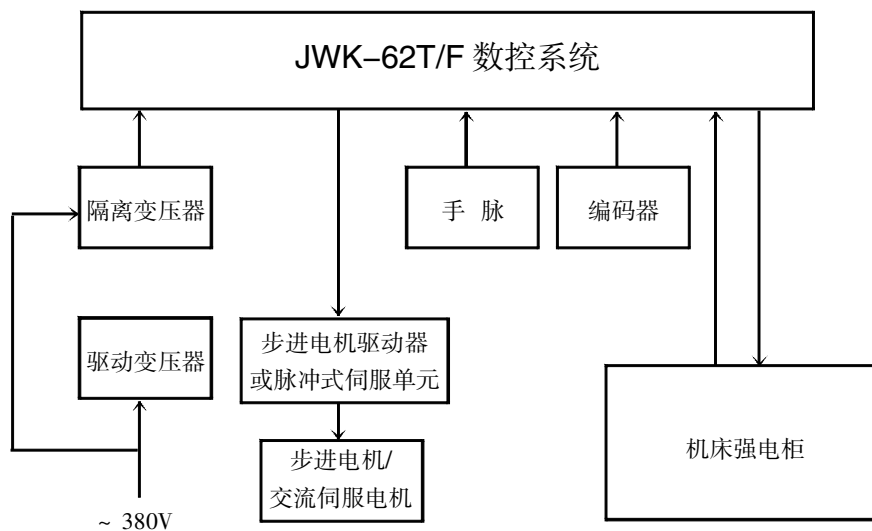 JWK–62T/F 数控系统
隔离变压器
手 脉
编码器
驱动变压器
步进电机驱动器
或脉冲式伺服单元
机床强电柜
步进电机/
交流伺服电机
~ 380V